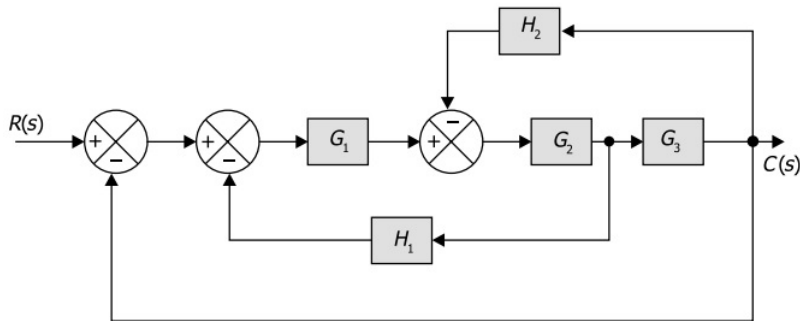 H₂
R(s)
+
−
+
−
G₁
−
+
G₂
G₃
C(s)
H₁